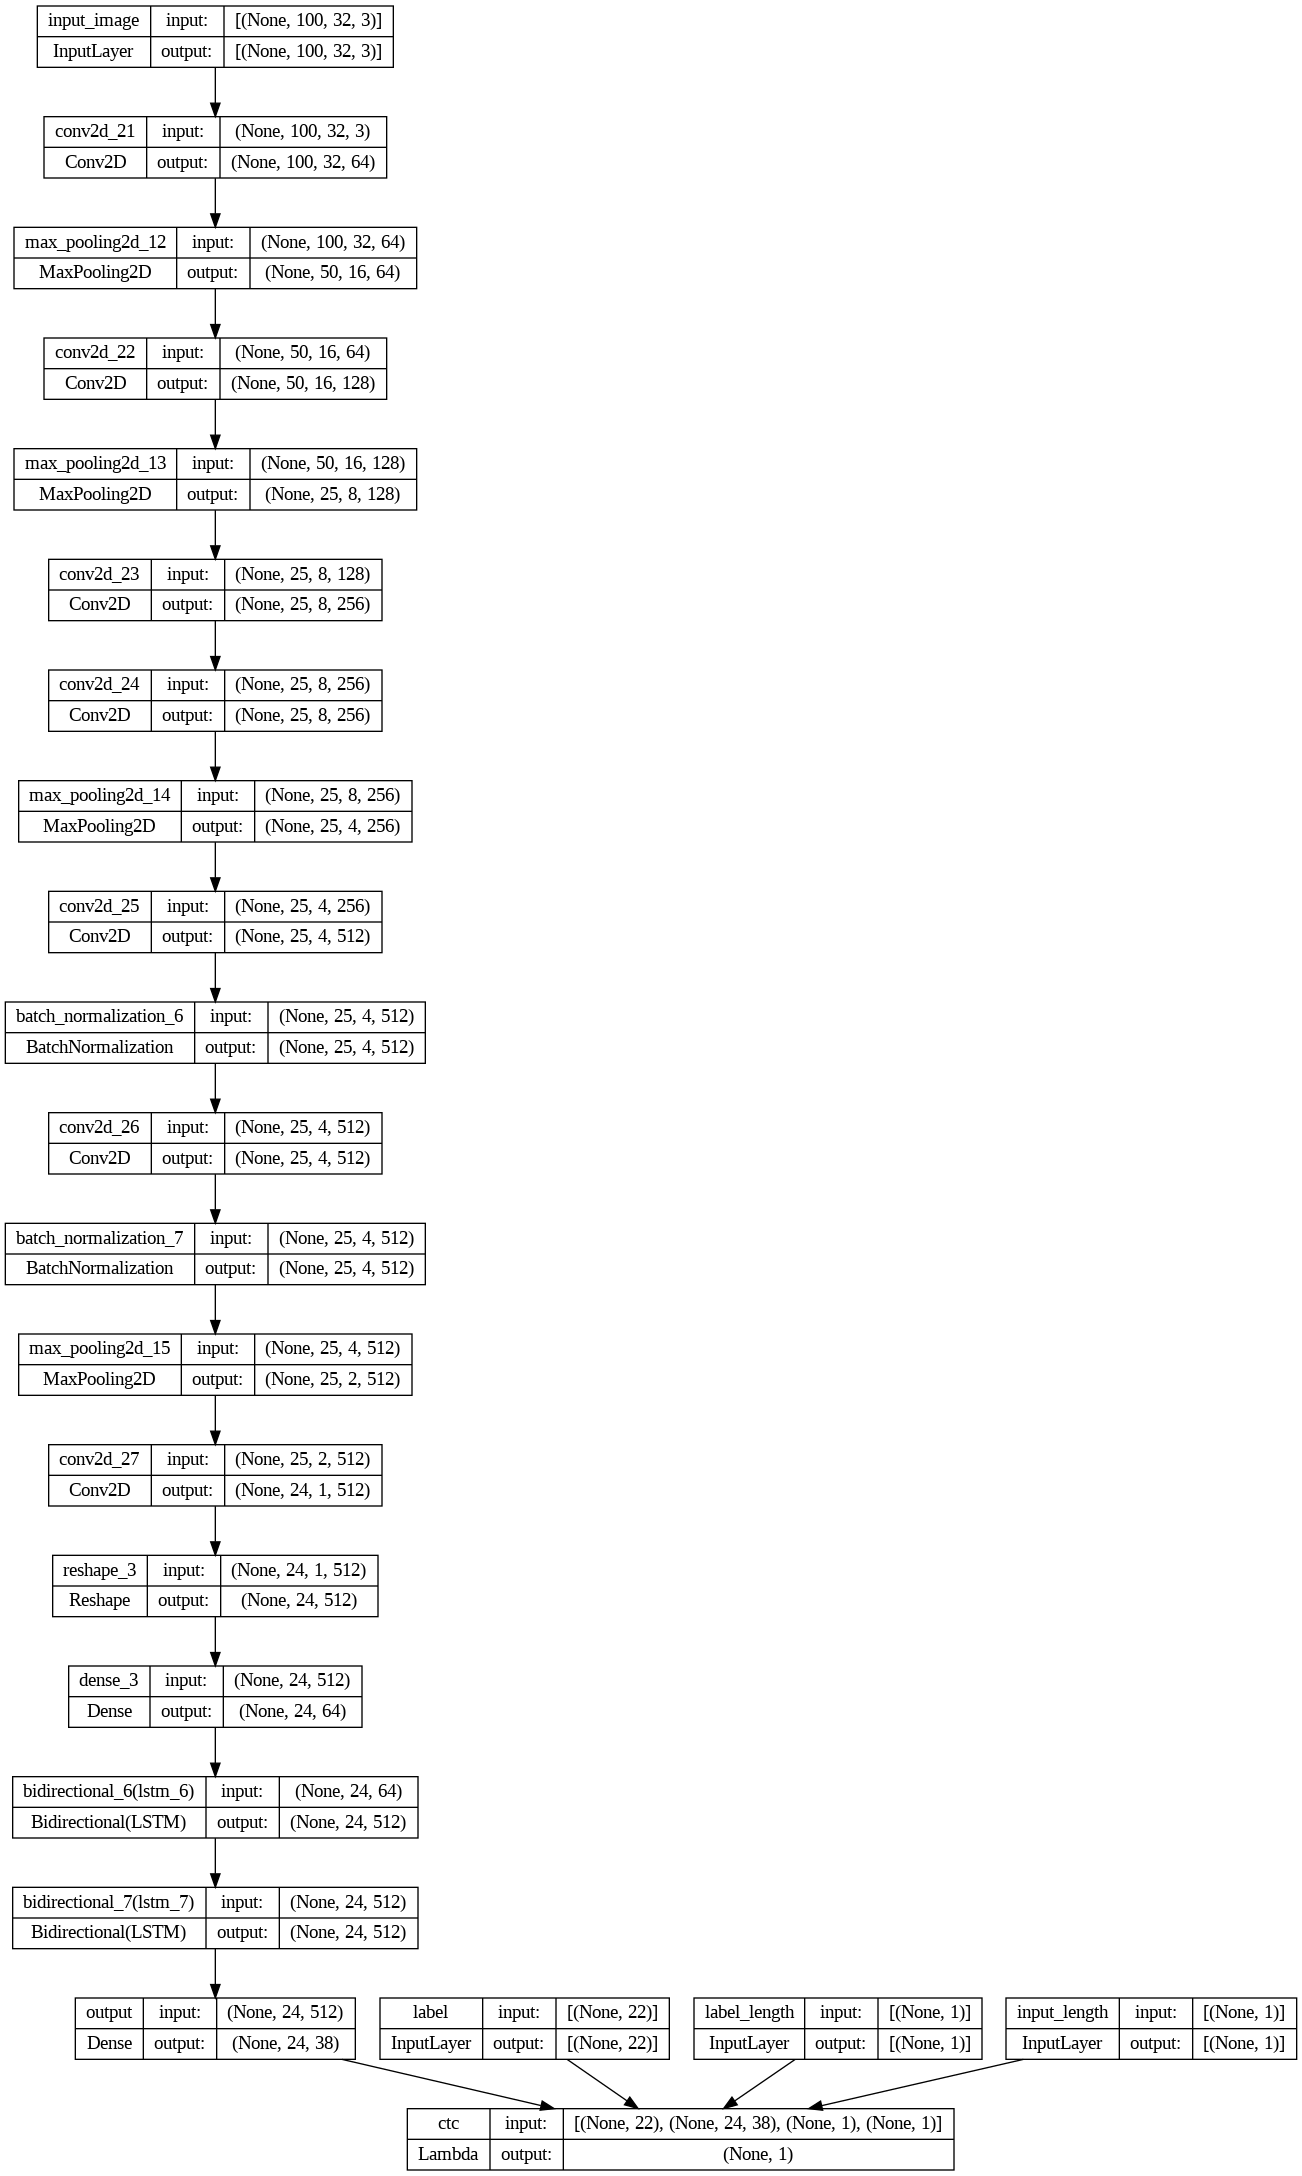 input_image input: [(None, 100, 32, 3)]
InputLayer output: [(None, 100, 32, 3)]
conv2d_21 input: (None, 100, 32, 3)
Conv2D output: (None, 100, 32, 64)
max_pooling2d_12 input: (None, 100, 32, 64)
MaxPooling2D output: (None, 50, 16, 64)
conv2d_22 input: (None, 50, 16, 64)
Conv2D output: (None, 50, 16, 128)
max_pooling2d_13 input: (None, 50, 16, 128)
MaxPooling2D output: (None, 25, 8, 128)
conv2d_23 input: (None, 25, 8, 128)
Conv2D output: (None, 25, 8, 256)
conv2d_24 input: (None, 25, 8, 256)
Conv2D output: (None, 25, 8, 256)
max_pooling2d_14 input: (None, 25, 8, 256)
MaxPooling2D output: (None, 25, 4, 256)
conv2d_25 input: (None, 25, 4, 256)
Conv2D output: (None, 25, 4, 512)
batch_normalization_6 input: (None, 25, 4, 512)
BatchNormalization output: (None, 25, 4, 512)
conv2d_26 input: (None, 25, 4, 512)
Conv2D output: (None, 25, 4, 512)
batch_normalization_7 input: (None, 25, 4, 512)
BatchNormalization output: (None, 25, 4, 512)
max_pooling2d_15 input: (None, 25, 4, 512)
MaxPooling2D output: (None, 25, 2, 512)
conv2d_27 input: (None, 25, 2, 512)
Conv2D output: (None, 24, 1, 512)
reshape_3 input: (None, 24, 1, 512)
Reshape output: (None, 24, 512)
dense_3 input: (None, 24, 512)
Dense output: (None, 24, 64)
bidirectional_6(lstm_6) input: (None, 24, 64)
Bidirectional(LSTM) output: (None, 24, 512)
bidirectional_7(lstm_7) input: (None, 24, 512)
Bidirectional(LSTM) output: (None, 24, 512)
output input: (None, 24, 512) label input: [(None, 22)] label_length input: [(None, 1)] input_length input: [(None, 1)]
Dense output: (None, 24, 38) InputLayer output: [(None, 22)] InputLayer output: [(None, 1)] InputLayer output: [(None, 1)]
ctc input: [(None, 22), (None, 24, 38), (None, 1), (None, 1)]
Lambda output: (None, 1)